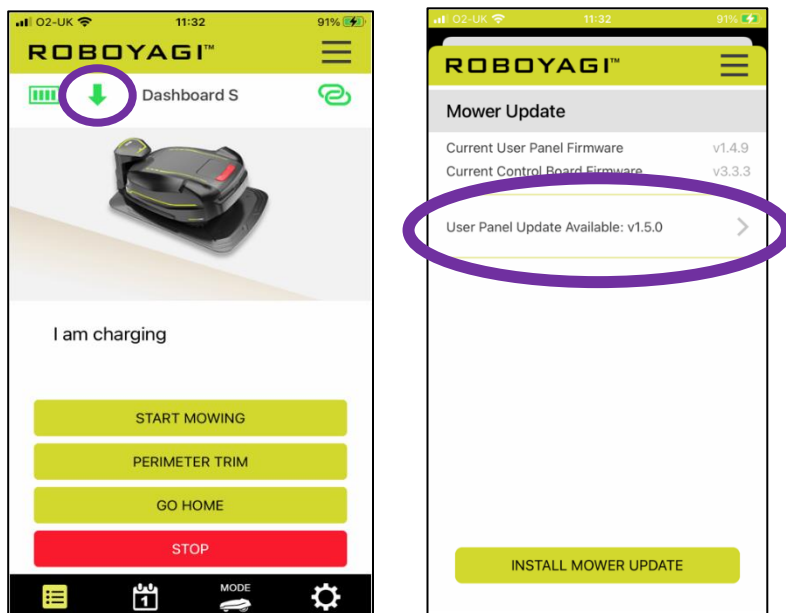 O2-UK 11:32 91%
ROBOYAGI™
Dashboard S
I am charging
START MOWING
PERIMETER TRIM
GO HOME
STOP
1 MODE
O2-UK 11:32 91%
ROBOYAGI™
Mower Update
Current User Panel Firmware v1.4.9
Current Control Board Firmware v3.3.3
User Panel Update Available: v1.5.0
INSTALL MOWER UPDATE